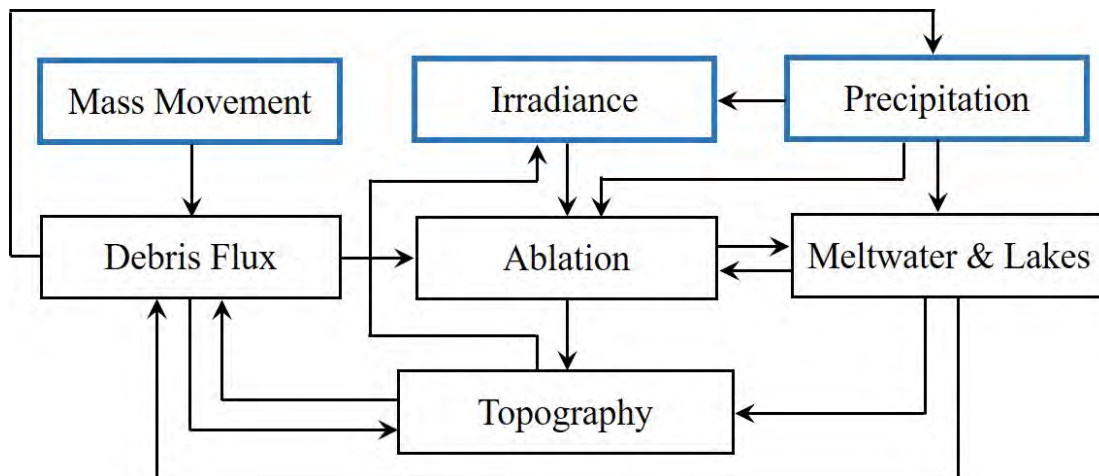 Mass Movement
Irradiance
Precipitation
Debris Flux
Ablation
Meltwater & Lakes
Topography